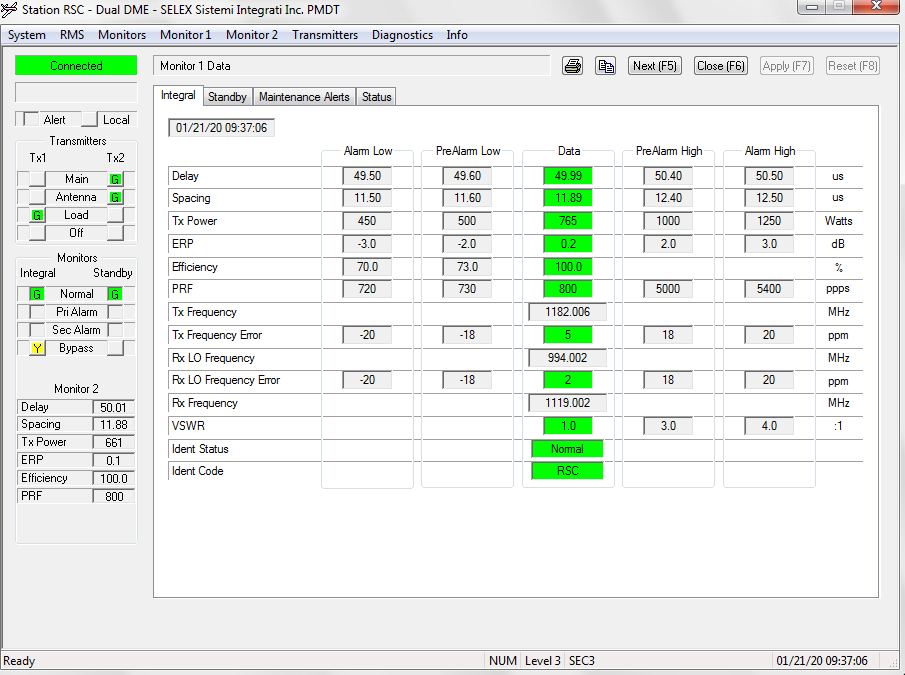 Station RSC - Dual DME - SELEX Sistemi Integrati Inc. PMDT
System RMS Monitors Monitor 1 Monitor 2 Transmitters Diagnostics Info
Connected
Monitor 1 Data
Next (F5) Close (F6) Apply (F7) Reset (F8)
Alert Local
Transmitters
Tx1 Tx2
Main G
Antenna G
G Load
Off
Monitors
Integral Standby
G Normal G
Pri Alarm
Sec Alarm
Y Bypass
Monitor 2
Delay 50.01
Spacing 11.88
Tx Power 661
ERP 0.1
Efficiency 100.0
PRF 800
Integral Standby Maintenance Alerts Status
01/21/20 09:37:06
Alarm Low PreAlarm Low Data PreAlarm High Alarm High
Delay 49.50 49.60 49.99 50.40 50.50 us
Spacing 11.50 11.60 11.89 12.40 12.50 us
Tx Power 450 500 765 1000 1250 Watts
ERP -3.0 -2.0 0.2 2.0 3.0 dB
Efficiency 70.0 73.0 100.0 %
PRF 720 730 800 5000 5400 ppps
Tx Frequency 1182.006 MHz
Tx Frequency Error -20 -18 5 18 20 ppm
Rx LO Frequency 994.002 MHz
Rx LO Frequency Error -20 -18 2 18 20 ppm
Rx Frequency 1119.002 MHz
VSWR 1.0 3.0 4.0 :1
Ident Status Normal
Ident Code RSC
Ready NUM Level 3 SEC3 01/21/20 09:37:06